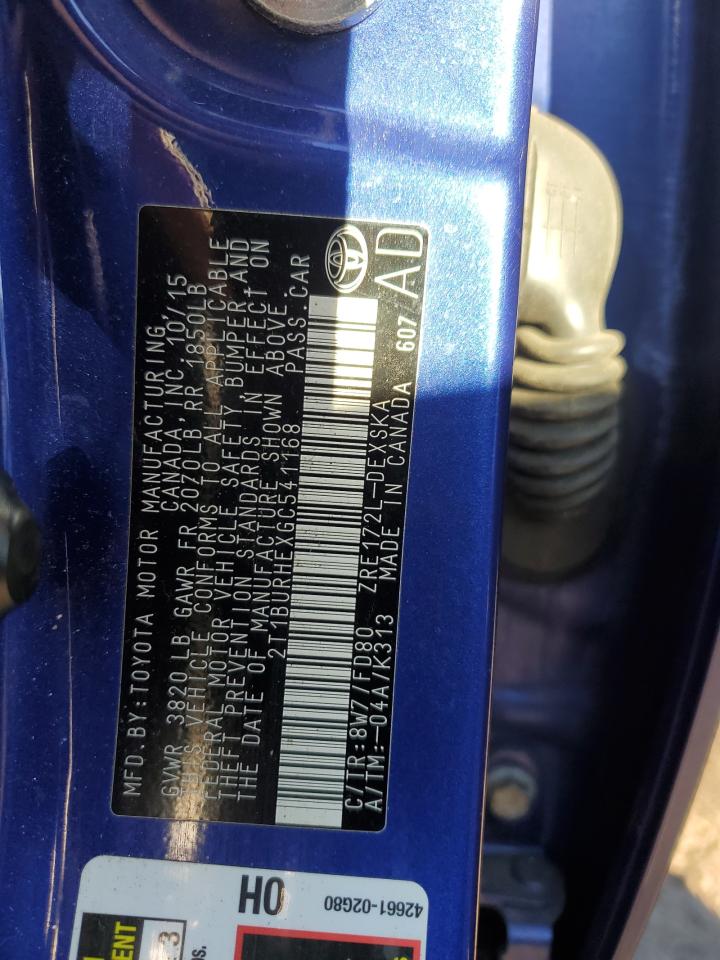 MFD.BY:TOYOTA MOTOR MANUFACTURING
CANADA, INC. 10/15
GVWR 3820 LB GAWR FR 2070LB RR 1850LB
THIS VEHICLE CONFORMS TO ALL APPLICABLE
FEDERAL MOTOR VEHICLE SAFETY, BUMPER, AND
THEFT PREVENTION STANDARDS IN EFFECT ON
THE DATE OF MANUFACTURE SHOWN ABOVE.
2T1BURHEXGC541168 PASS. CAR
C/TR:8W7/FD80 ZRE172L-DEXSKA
A/TM:-04A/K313 MADE IN CANADA 607 AD
OH
42661-02G80